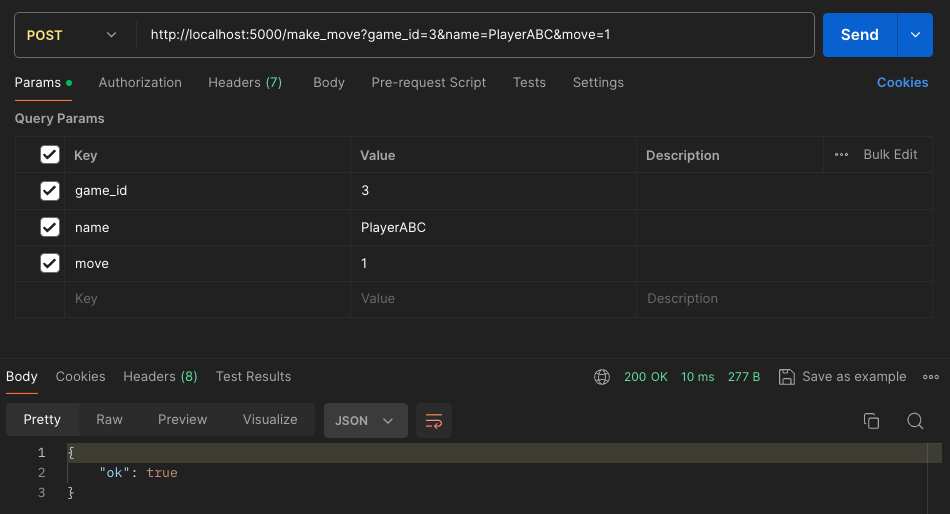 POST http://localhost:5000/make_move?game_id=3&name=PlayerABC&move=1 Send
Params Authorization Headers (7) Body Pre-request Script Tests Settings Cookies
Query Params
Key Value Description Bulk Edit
game_id 3
name PlayerABC
move 1
Key Value Description
Body Cookies Headers (8) Test Results 200 OK 10 ms 277 B Save as example
Pretty Raw Preview Visualize JSON
1 {
2 "ok": true
3 }